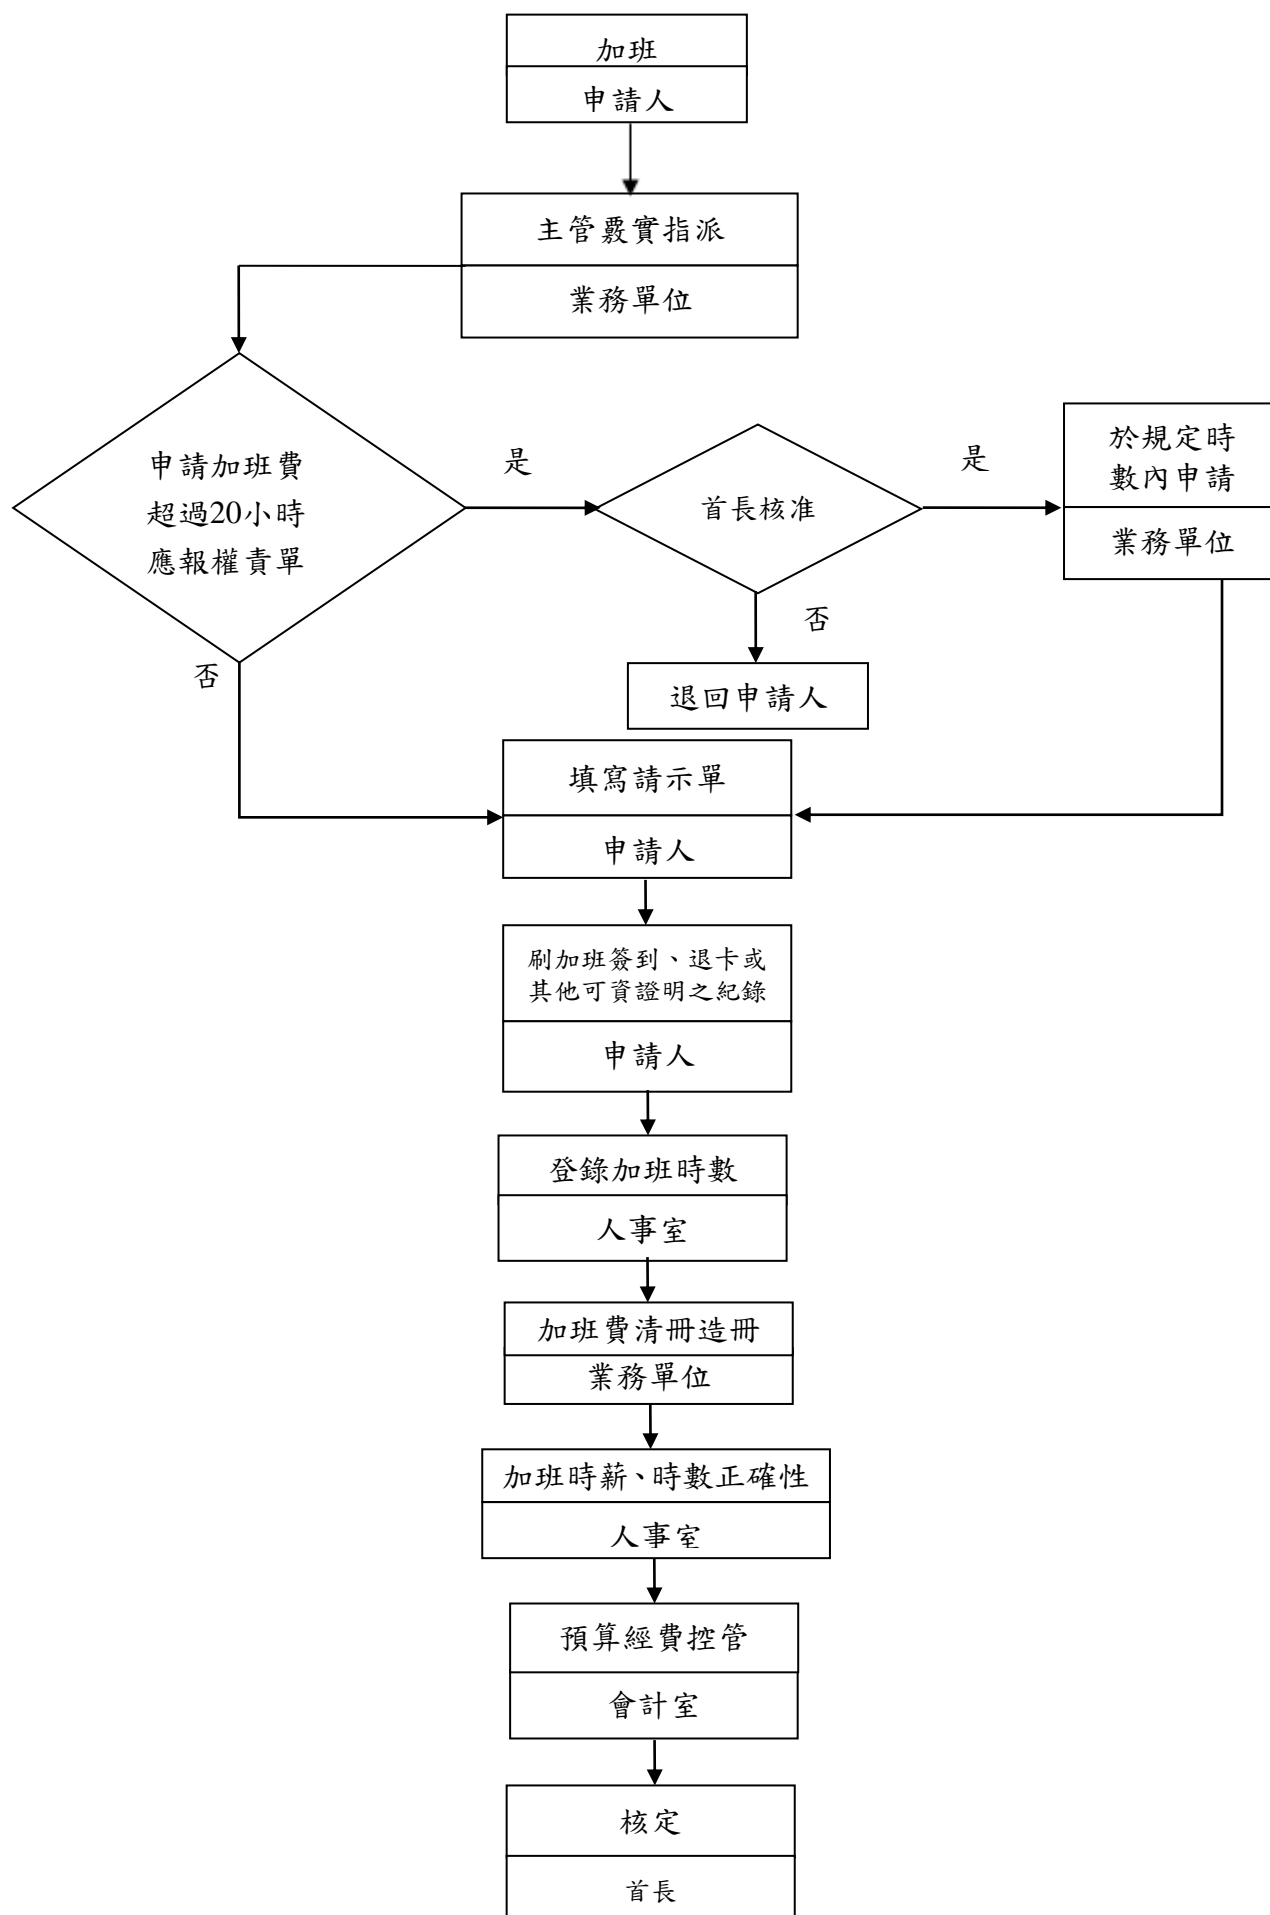 加班
申請人
主管覈實指派
業務單位
申請加班費
超過20小時
應報權責單
是
首長核准
是
於規定時
數內申請
業務單位
否
否
退回申請人
填寫請示單
申請人
刷加班簽到、退卡或
其他可資證明之紀錄
申請人
登錄加班時數
人事室
加班費清冊造冊
業務單位
加班時薪、時數正確性
人事室
預算經費控管
會計室
核定
首長